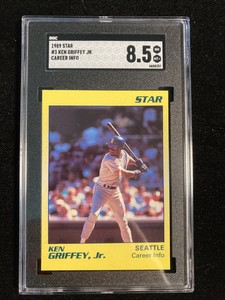 SGC
1989 STAR
#3 KEN GRIFFEY JR
CAREER INFO
8.5
STAR
KEN
GRIFFEY, Jr.
SEATTLE
Career Info